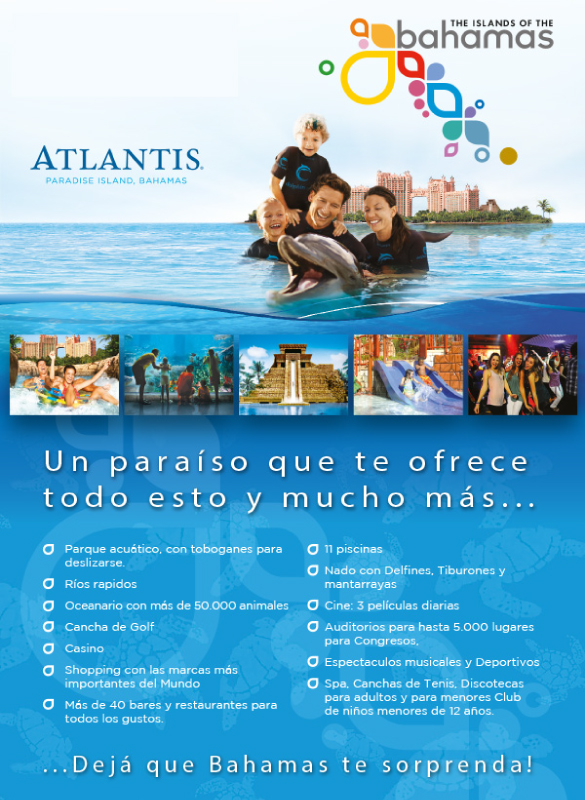 THE ISLANDS OF THE
bahamas
ATLANTIS®
PARADISE ISLAND, BAHAMAS
Un paraíso que te ofrece
todo esto y mucho más...
Parque acuático, con toboganes para
deslizarse.
Ríos rapidos
Oceanario con más de 50.000 animales
Cancha de Golf
Casino
Shopping con las marcas más
importantes del Mundo
Más de 40 bares y restaurantes para
todos los gustos.
11 piscinas
Nado con Delfines, Tiburones y
mantarrayas
Cine: 3 películas diarias
Auditorios para hasta 5.000 lugares
para Congresos,
Espectaculos musicales y Deportivos
Spa, Canchas de Tenis, Discotecas
para adultos y para menores Club
de niños menores de 12 años.
...Dejá que Bahamas te sorprenda!